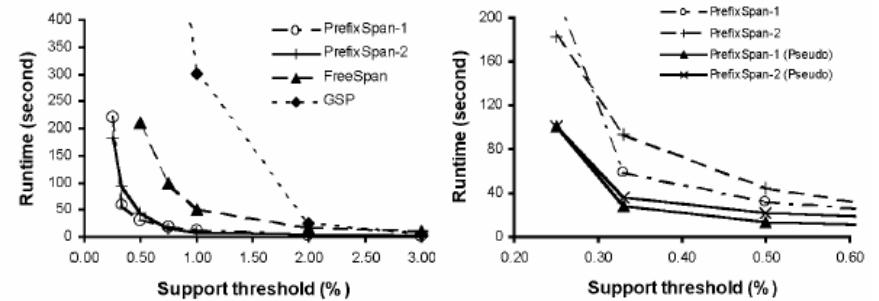 400
350
300
250
200
150
100
50
0
Runtime (second)
0.00 0.50 1.00 1.50 2.00 2.50 3.00
Support threshold (%)
PrefixSpan-1
PrefixSpan-2
FreeSpan
GSP
200
160
120
80
40
0
Runtime (second)
0.20 0.30 0.40 0.50 0.60
Support threshold (%)
PrefixSpan-1
PrefixSpan-2
PrefixSpan-1 (Pseudo)
PrefixSpan-2 (Pseudo)